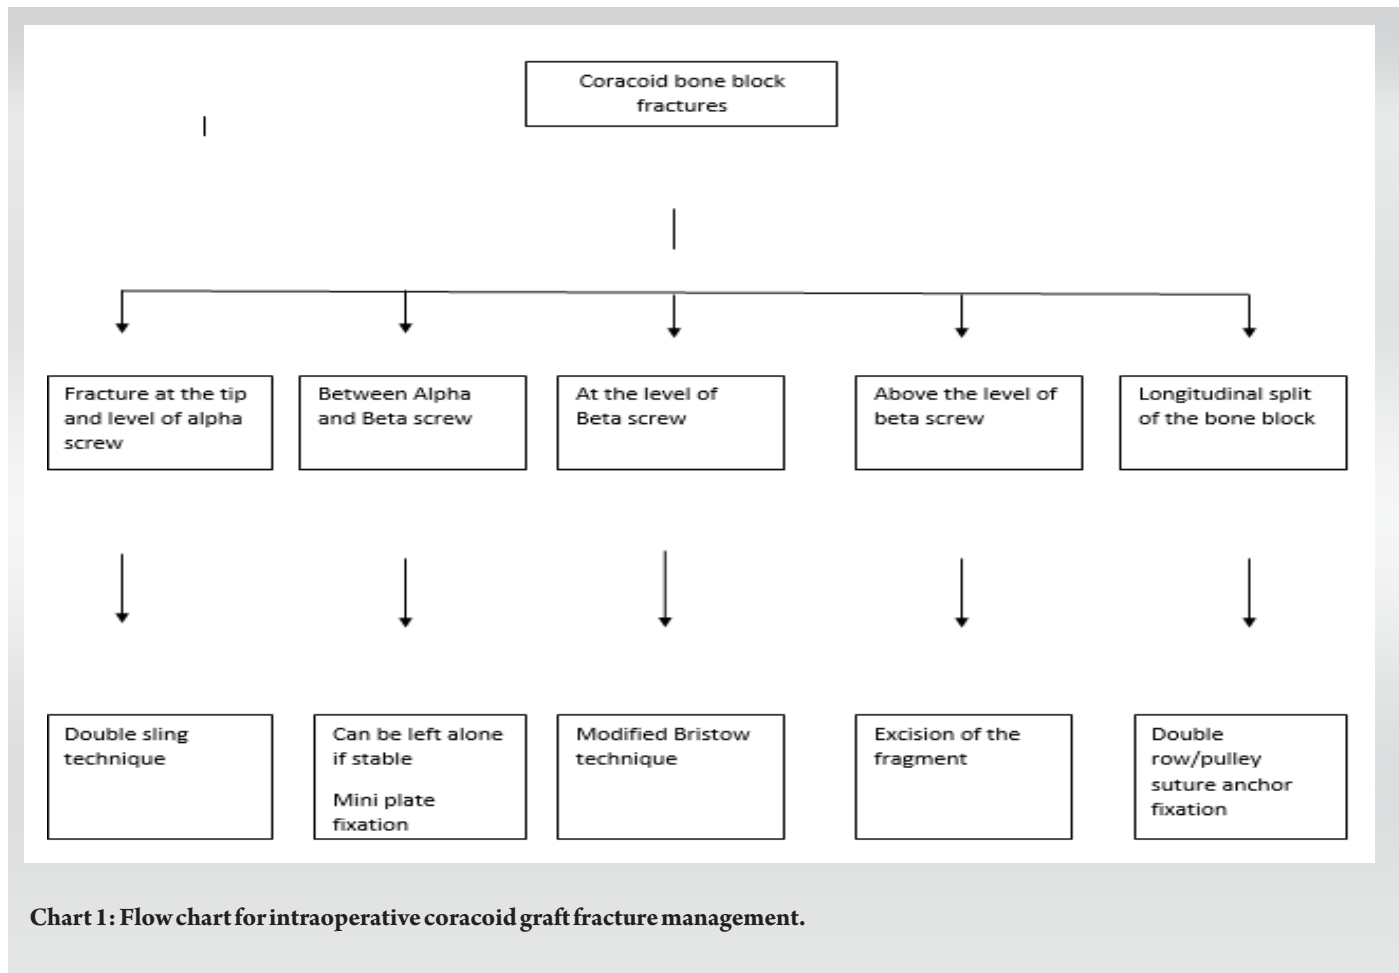 Coracoid bone block
fractures
Fracture at the tip
and level of alpha
screw
Between Alpha
and Beta screw
At the level of
Beta screw
Above the level of
beta screw
Longitudinal split
of the bone block
Double sling
technique
Can be left alone
if stable
Mini plate
fixation
Modified Bristow
technique
Excision of the
fragment
Double
row/pulley
suture anchor
fixation
Chart 1: Flow chart for intraoperative coracoid graft fracture management.